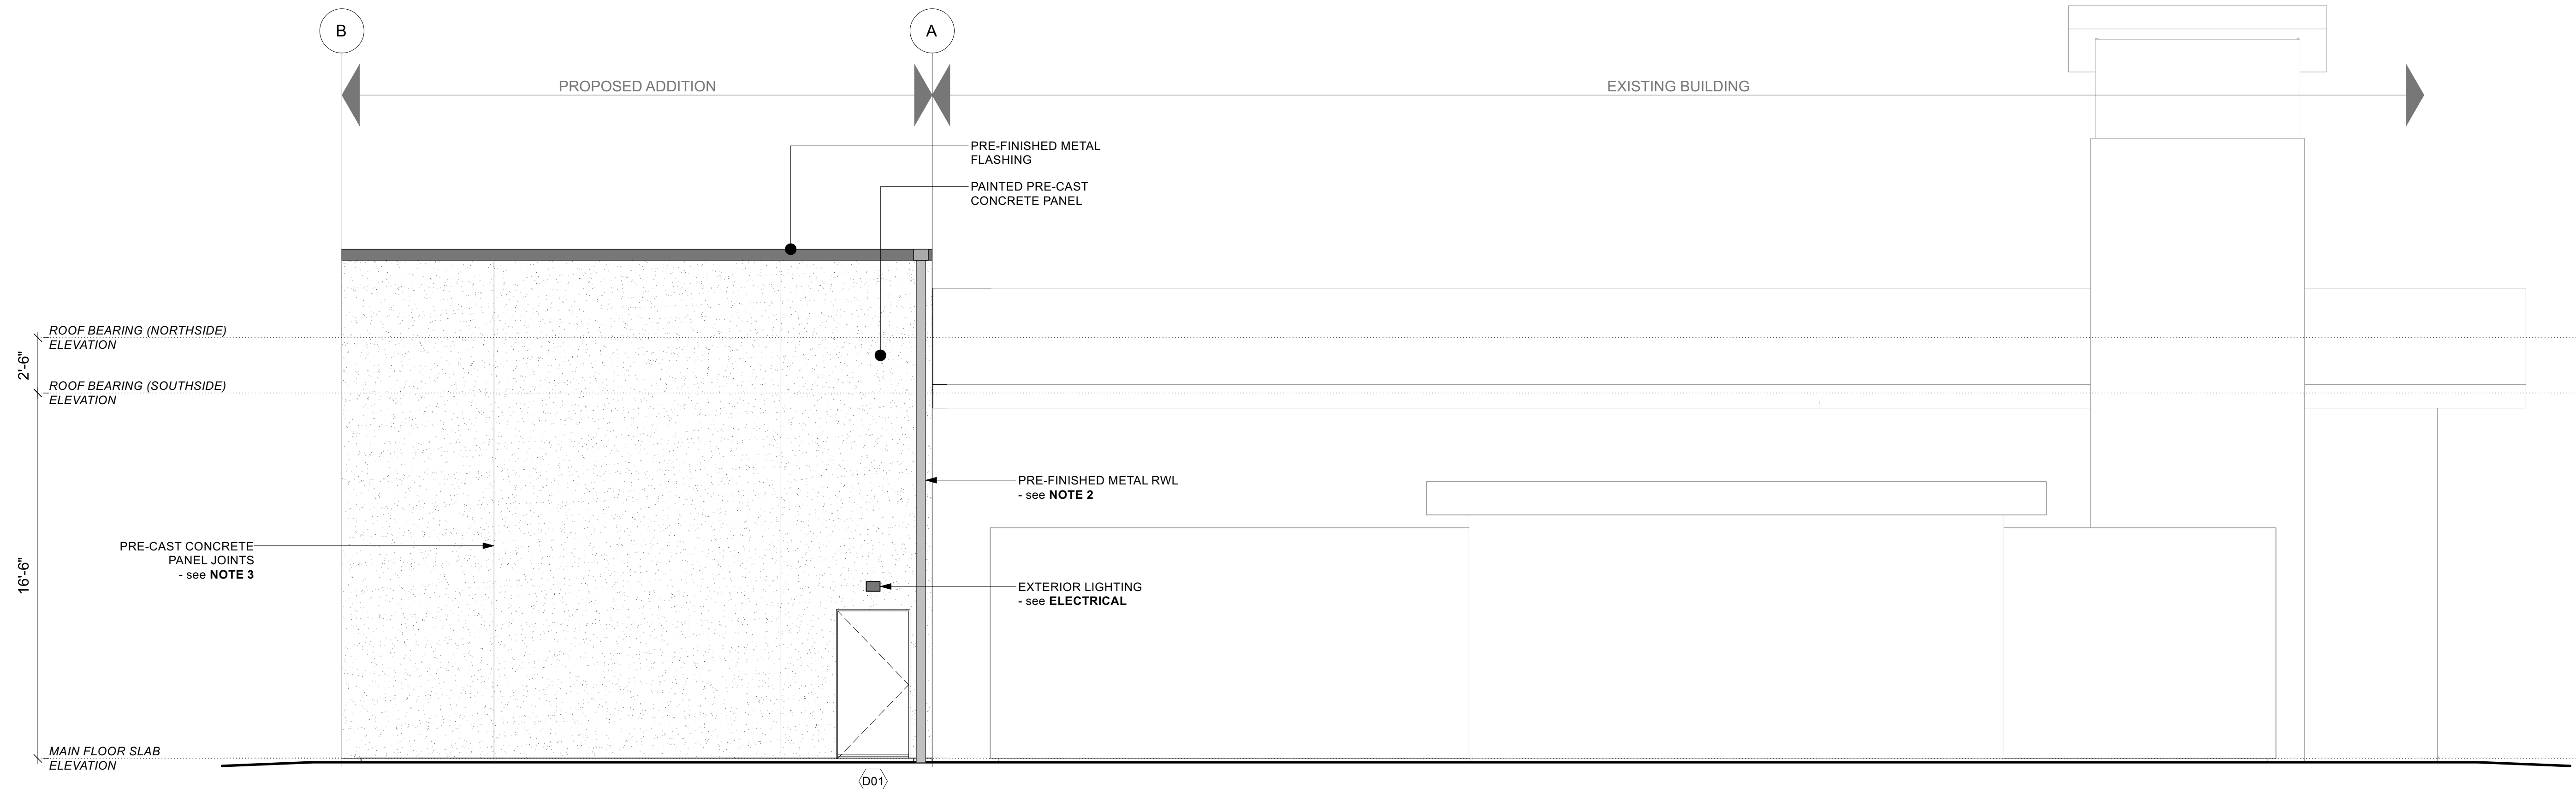 B
A
PROPOSED ADDITION
EXISTING BUILDING
PRE-FINISHED METAL
FLASHING
PAINTED PRE-CAST
CONCRETE PANEL
ROOF BEARING (NORTHSIDE)
ELEVATION
2'-6"
ROOF BEARING (SOUTHSIDE)
ELEVATION
PRE-FINISHED METAL RWL
- see NOTE 2
PRE-CAST CONCRETE
PANEL JOINTS
- see NOTE 3
16'-6"
EXTERIOR LIGHTING
- see ELECTRICAL
MAIN FLOOR SLAB
ELEVATION
D01